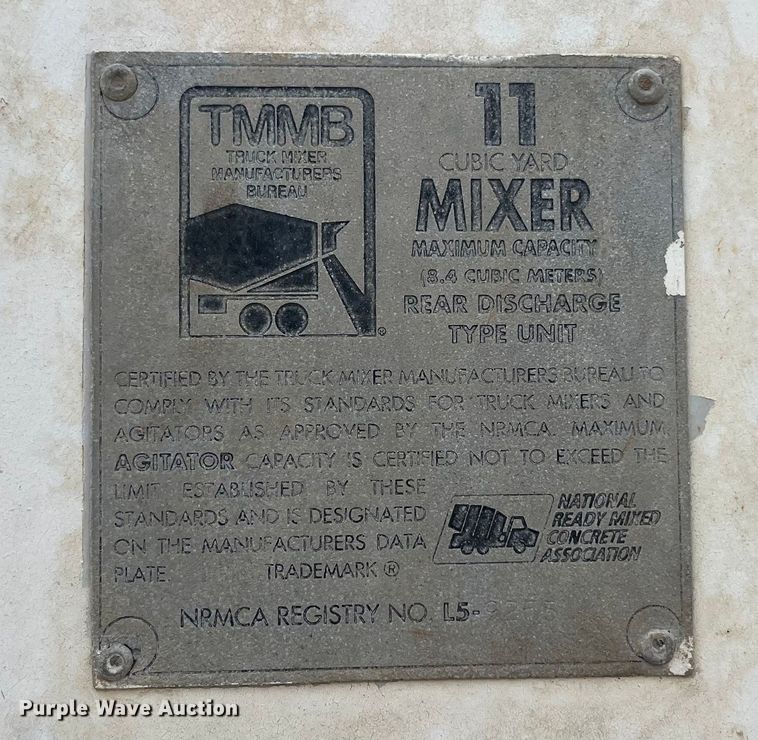 TMMB
TRUCK MIXER
MANUFACTURERS
BUREAU
®
11
CUBIC YARD
MIXER
MAXIMUM CAPACITY
(8.4 CUBIC METERS)
REAR DISCHARGE
TYPE UNIT
CERTIFIED BY THE TRUCK MIXER MANUFACTURERS BUREAU TO
COMPLY WITH ITS STANDARDS FOR TRUCK MIXERS AND
AGITATORS AS APPROVED BY THE NRMCA. MAXIMUM
AGITATOR CAPACITY IS CERTIFIED NOT TO EXCEED THE
LIMIT ESTABLISHED BY THESE
STANDARDS AND IS DESIGNATED
ON THE MANUFACTURERS DATA
PLATE. TRADEMARK ®
NATIONAL
READY MIXED
CONCRETE
ASSOCIATION
NRMCA REGISTRY NO. L5-
Purple Wave Auction